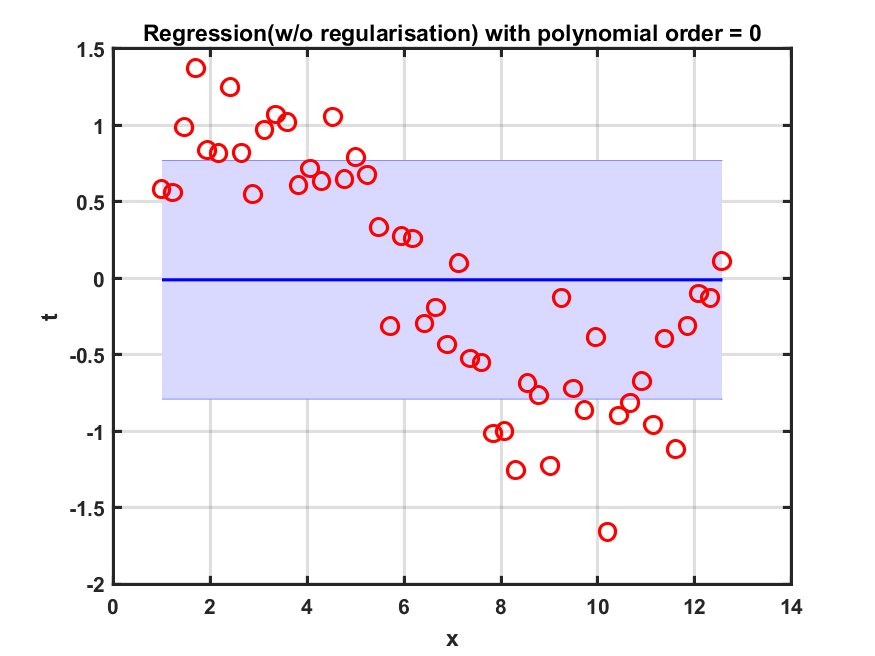 Regression(w/o regularisation) with polynomial order = 0
1.5
1
0.5
0
-0.5
-1
-1.5
-2
t
0 2 4 6 8 10 12 14
x